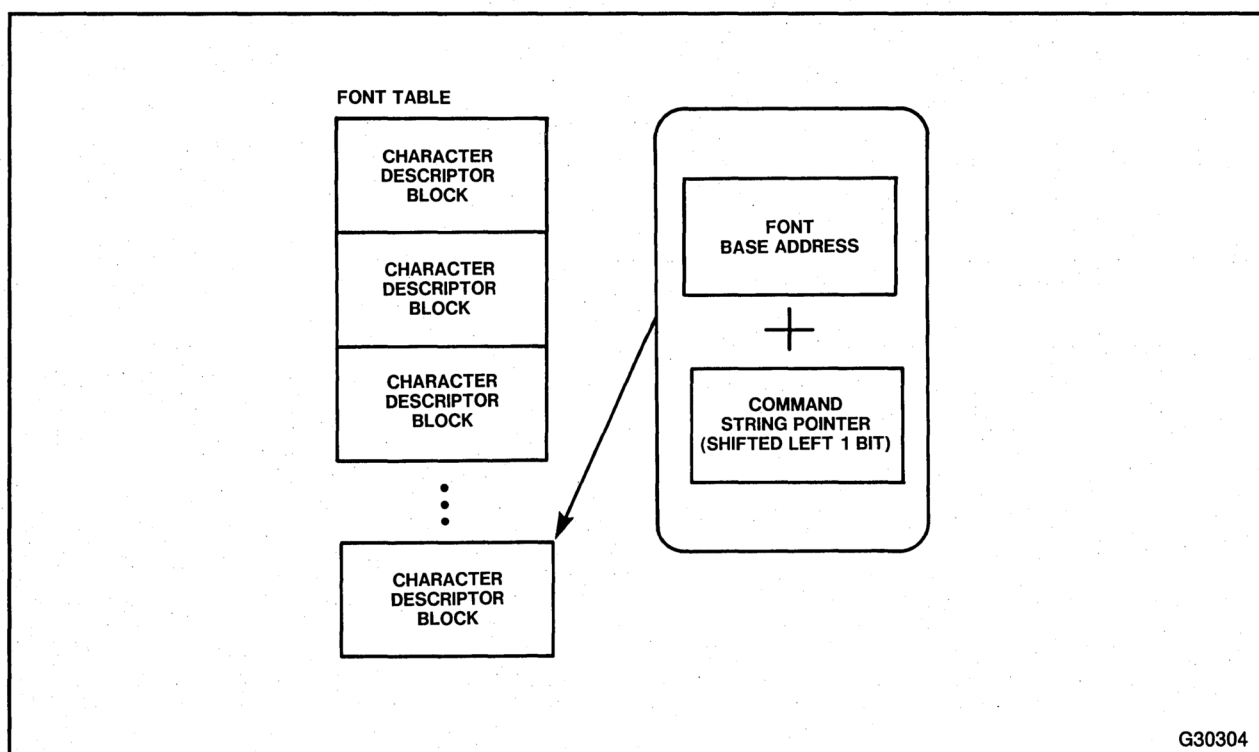 FONT TABLE
CHARACTER
DESCRIPTOR
BLOCK
CHARACTER
DESCRIPTOR
BLOCK
CHARACTER
DESCRIPTOR
BLOCK
CHARACTER
DESCRIPTOR
BLOCK
FONT
BASE ADDRESS
+
COMMAND
STRING POINTER
(SHIFTED LEFT 1 BIT)
G30304